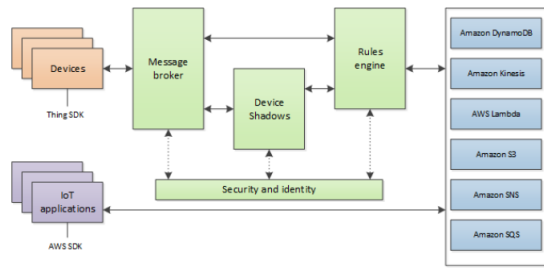 Devices
Thing SDK
Message
broker
Device
Shadows
Rules
engine
Security and identity
IoT
applications
AWS SDK
Amazon DynamoDB
Amazon Kinesis
AWS Lambda
Amazon S3
Amazon SNS
Amazon SQS